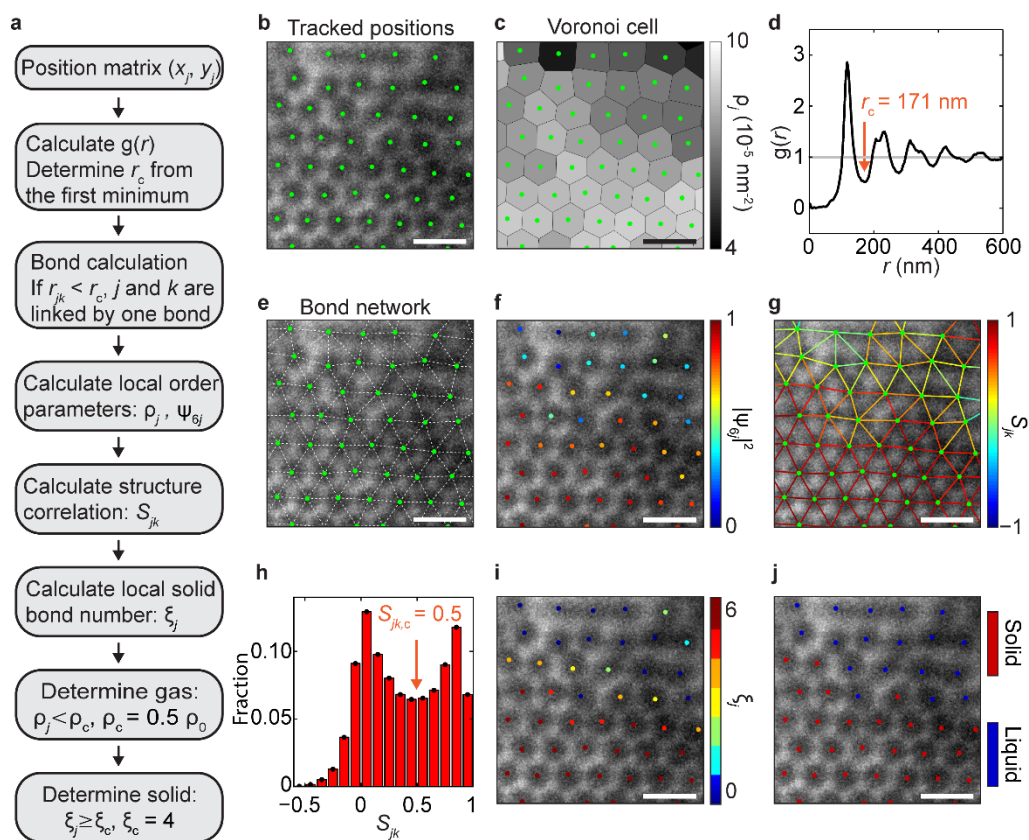 a
Position matrix (xj, yj)
Calculate g(r)
Determine rc from
the first minimum
Bond calculation
If rjk < rc, j and k are
linked by one bond
Calculate local order
parameters: ρj , ψ6j
Calculate structure
correlation: Sjk
Calculate local solid
bond number: ξj
Determine gas:
ρj<ρc, ρc = 0.5 ρ0
Determine solid:
ξj≥ξc, ξc = 4
b
Tracked positions
c
Voronoi cell
10
ρj (10⁻⁵ nm⁻²)
4
d
3
2
1
0
g(r)
rc = 171 nm
0 200 400 600
r (nm)
e
Bond network
f
1
|ψ6j|²
0
g
1
Sjk
−1
h
Sjk,c = 0.5
0.10
0.05
0
Fraction
−0.5 0 0.5 1
Sjk
i
6
ξj
0
j
Solid
Liquid